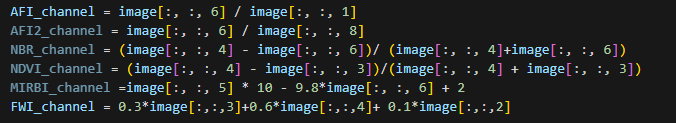 AFI_channel = image[:, :, 6] / image[:, :, 1]
AFI2_channel = image[:, :, 6] / image[:, :, 8]
NBR_channel = (image[:, :, 4] - image[:, :, 6])/ (image[:, :, 4]+image[:, :, 6])
NDVI_channel = (image[:, :, 4] - image[:, :, 3])/(image[:, :, 4] + image[:, :, 3])
MIRBI_channel =image[:, :, 5] * 10 - 9.8*image[:, :, 6] + 2
FWI_channel = 0.3*image[:,:,3]+0.6*image[:,:,4]+ 0.1*image[:,:,2]